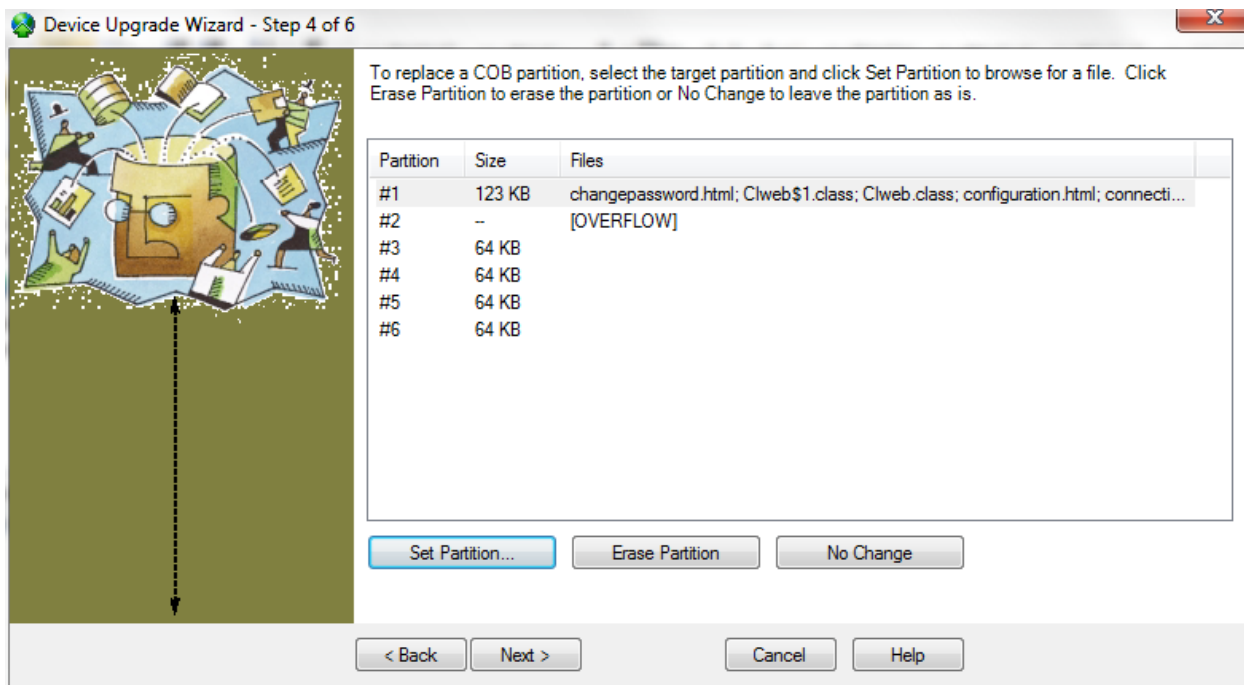 Device Upgrade Wizard - Step 4 of 6
X
To replace a COB partition, select the target partition and click Set Partition to browse for a file. Click
Erase Partition to erase the partition or No Change to leave the partition as is.
Partition Size Files
#1 123 KB changepassword.html; Clweb$1.class; Clweb.class; configuration.html; connecti...
#2 -- [OVERFLOW]
#3 64 KB
#4 64 KB
#5 64 KB
#6 64 KB
Set Partition... Erase Partition No Change
< Back Next > Cancel Help